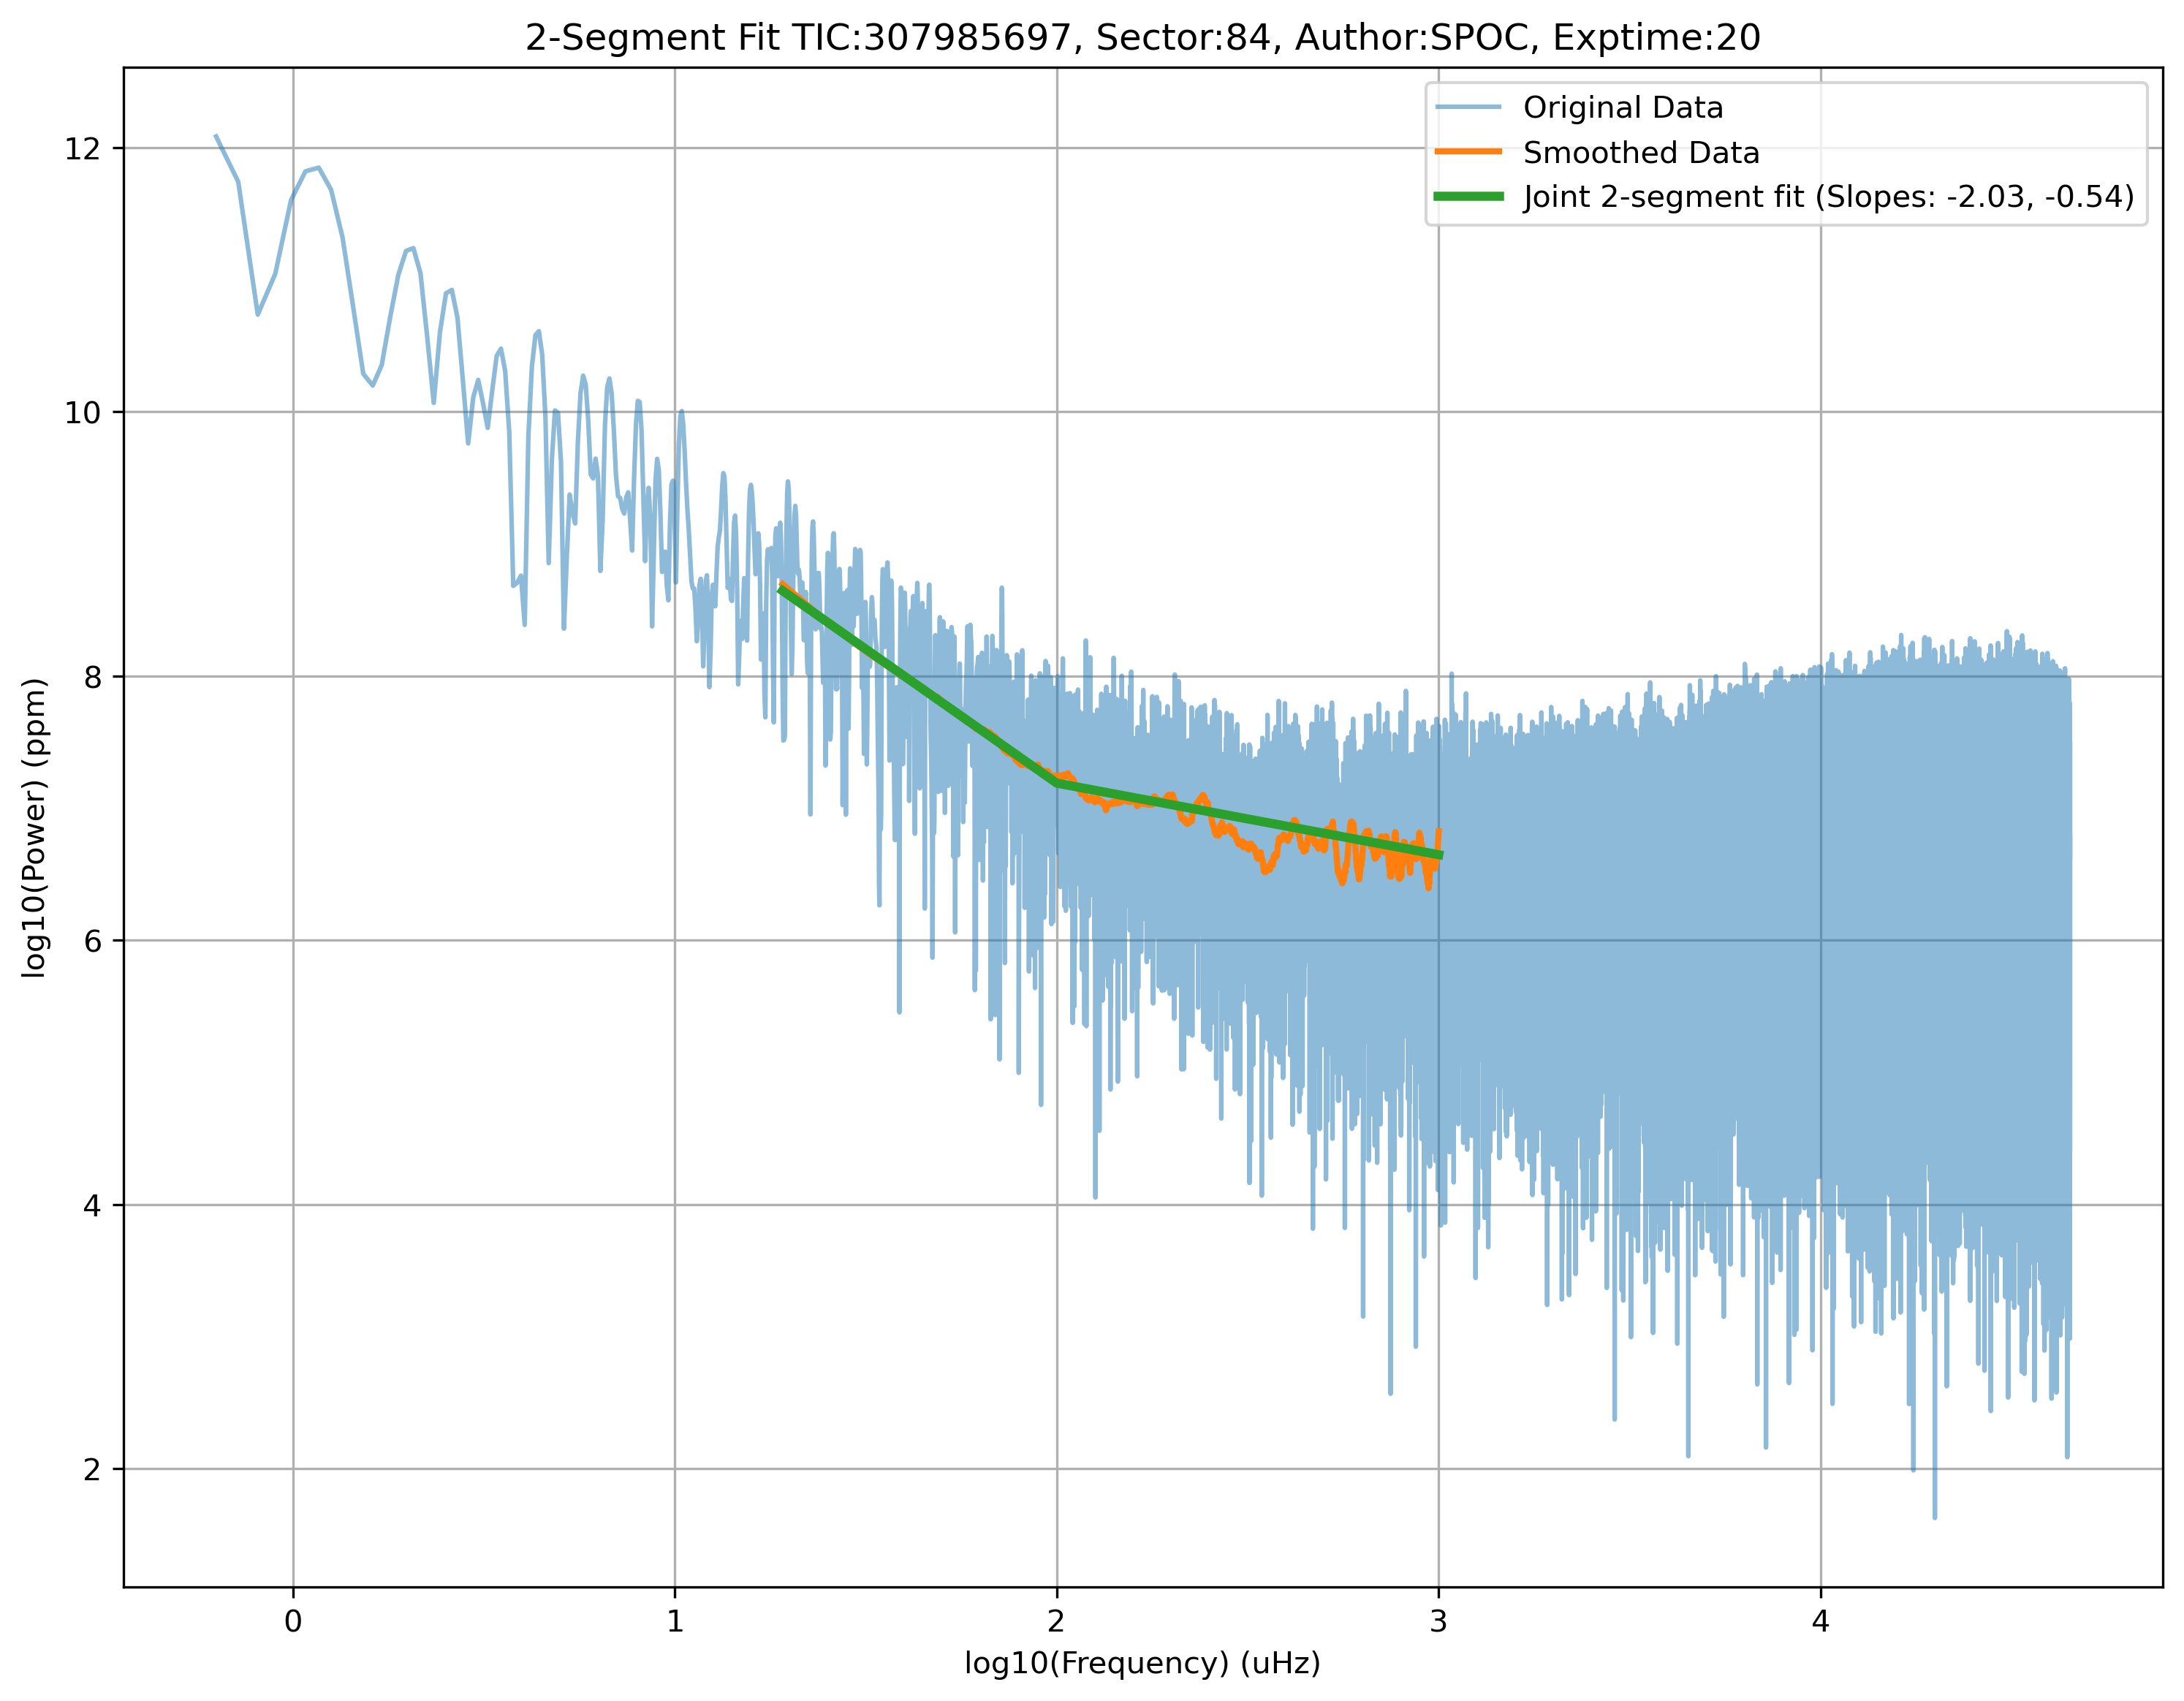 2-Segment Fit TIC:307985697, Sector:84, Author:SPOC, Exptime:20
Original Data
Smoothed Data
Joint 2-segment fit (Slopes: -2.03, -0.54)
log10(Power) (ppm)
12
10
8
6
4
2
0 1 2 3 4
log10(Frequency) (uHz)